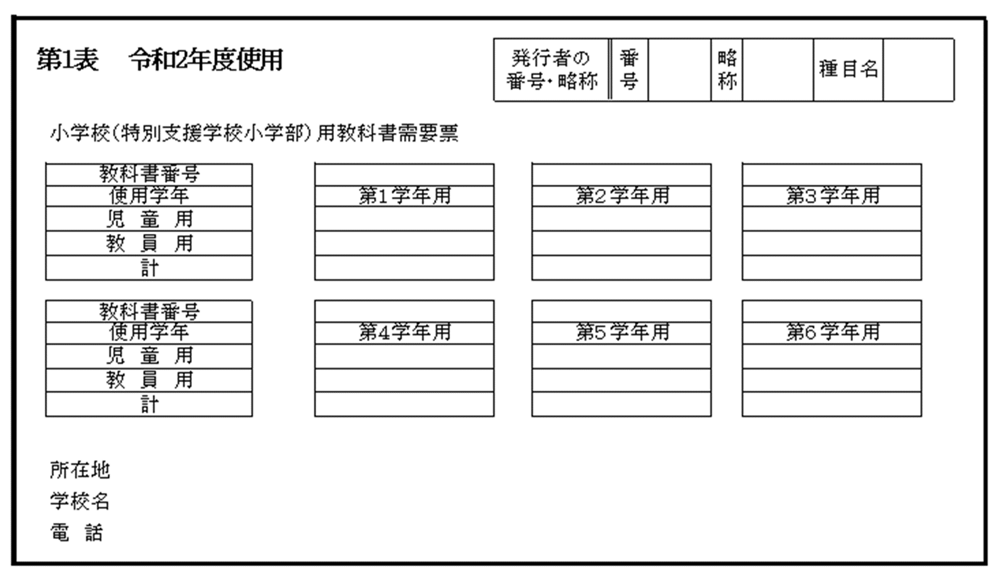 第1表　令和2年度使用
発行者の 番号・略称 番号 略称 種目名
小学校(特別支援学校小学部)用教科書需要票
教科書番号
使用学年 第1学年用 第2学年用 第3学年用
児 童 用
教 員 用
計
教科書番号
使用学年 第4学年用 第5学年用 第6学年用
児 童 用
教 員 用
計
所在地
学校名
電 話